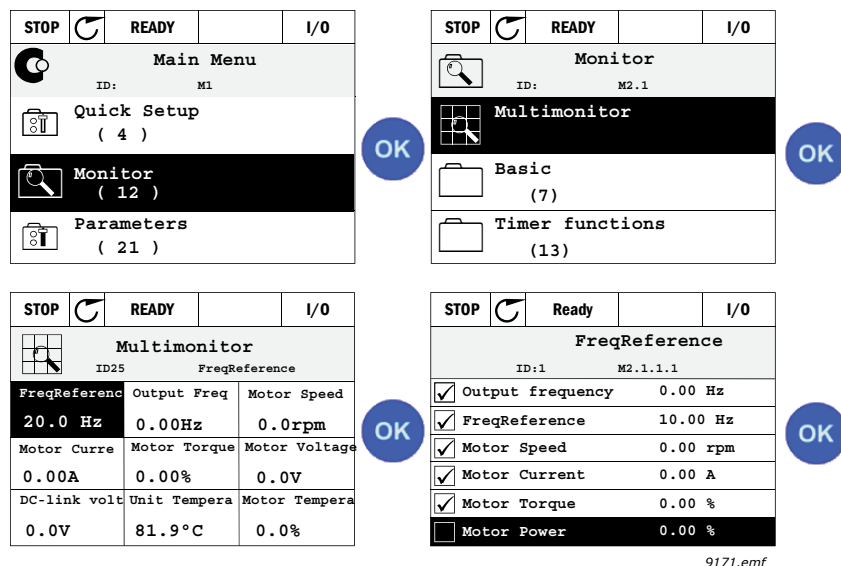 STOP READY I/O
Main Menu
ID: M1
Quick Setup
( 4 )
Monitor
( 12 )
Parameters
( 21 )
OK
STOP READY I/O
Monitor
ID: M2.1
Multimonitor
Basic
(7)
Timer functions
(13)
OK
STOP READY I/O
Multimonitor
ID25 FreqReference
FreqReferenc Output Freq Motor Speed
20.0 Hz 0.00Hz 0.0rpm
Motor Curre Motor Torque Motor Voltage
0.00A 0.00% 0.0V
DC-link volt Unit Tempera Motor Tempera
0.0V 81.9°C 0.0%
OK
STOP Ready I/O
FreqReference
ID:1 M2.1.1.1
Output frequency 0.00 Hz
FreqReference 10.00 Hz
Motor Speed 0.00 rpm
Motor Current 0.00 A
Motor Torque 0.00 %
Motor Power 0.00 %
OK
9171.emf